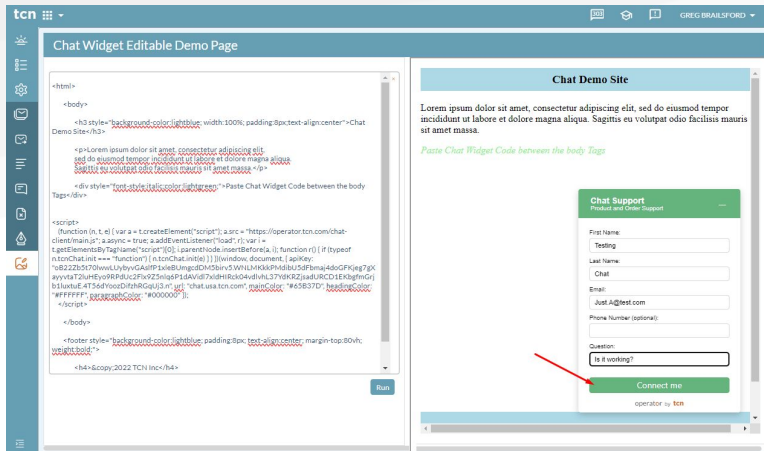 tcn
GREG BRAILSFORD
Chat Widget Editable Demo Page
<html>
<body>
<h3 style="background-color:lightblue; width:100%; padding:8px;text-align:center">Chat
Demo Site</h3>
<p>Lorem ipsum dolor sit amet, consectetur adipiscing elit,
sed do eiusmod tempor incididunt ut labore et dolore magna aliqua.
Sagittis eu volutpat odio facilisis mauris sit amet massa.</p>
<div style="font-style:italic;color:lightgreen;">Paste Chat Widget Code between the body
Tags</div>
<script>
(function (n, t, e) { var a = t.createElement("script"); a.src = "https://operator.tcn.com/chat-
client/main.js"; a.async = true; a.addEventListener("load", r); var i =
t.getElementsByTagName("script")[0]; i.parentNode.insertBefore(a, i); function r() { if (typeof
n.tcnChat.init === "function") { n.tcnChat.init(e) } } })(window, document, { apiKey:
url: "chat.usa.tcn.com", mainColor: "#65B37D", headingColor:
"#FFFFFF", paragraphColor: "#000000" });
</script>
</body>
<footer style="background-color:lightblue; padding:8px; text-align:center; margin-top:80vh;
weight:bold;">
<h4>&copy;2022 TCN Inc</h4>
Run
Chat Demo Site
Lorem ipsum dolor sit amet, consectetur adipiscing elit, sed do eiusmod tempor
incididunt ut labore et dolore magna aliqua. Sagittis eu volutpat odio facilisis mauris
sit amet massa.
Paste Chat Widget Code between the body Tags
Chat Support
Product and Order Support
First Name:
Testing
Last Name:
Chat
Email:
Just.A@test.com
Phone Number (optional):
Question:
Is it working?
Connect me
operator by tcn